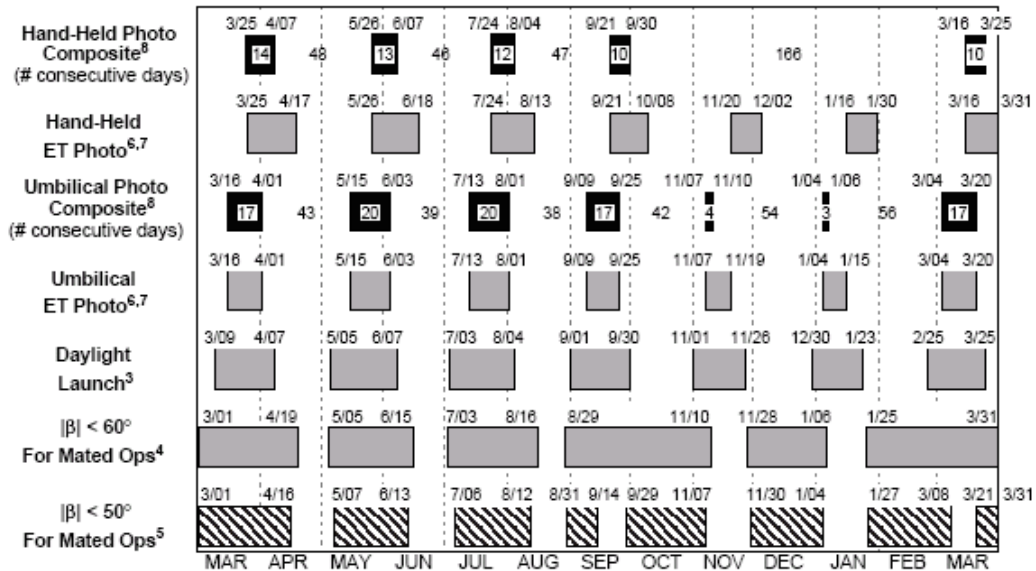 3/25 4/07 5/26 6/07 7/24 8/04 9/21 9/30 3/16 3/25
Hand-Held Photo
Composite⁸
(# consecutive days)
14 48 13 46 12 47 10 166 10
3/25 4/17 5/26 6/18 7/24 8/13 9/21 10/08 11/20 12/02 1/16 1/30 3/16 3/31
Hand-Held
ET Photo⁶,⁷
3/16 4/01 5/15 6/03 7/13 8/01 9/09 9/25 11/07 11/10 1/04 1/06 3/04 3/20
Umbilical Photo
Composite⁸
(# consecutive days)
17 43 20 39 20 38 17 42 4 54 3 56 17
3/16 4/01 5/15 6/03 7/13 8/01 9/09 9/25 11/07 11/19 1/04 1/15 3/04 3/20
Umbilical
ET Photo⁶,⁷
3/09 4/07 5/05 6/07 7/03 8/04 9/01 9/30 11/01 11/26 12/30 1/23 2/25 3/25
Daylight
Launch³
3/01 4/19 5/05 6/15 7/03 8/16 8/29 11/10 11/28 1/06 1/25 3/31
|β| < 60°
For Mated Ops⁴
3/01 4/16 5/07 6/13 7/06 8/12 8/31 9/14 9/29 11/07 11/30 1/04 1/27 3/08 3/21 3/31
|β| < 50°
For Mated Ops⁵
MAR APR MAY JUN JUL AUG SEP OCT NOV DEC JAN FEB MAR